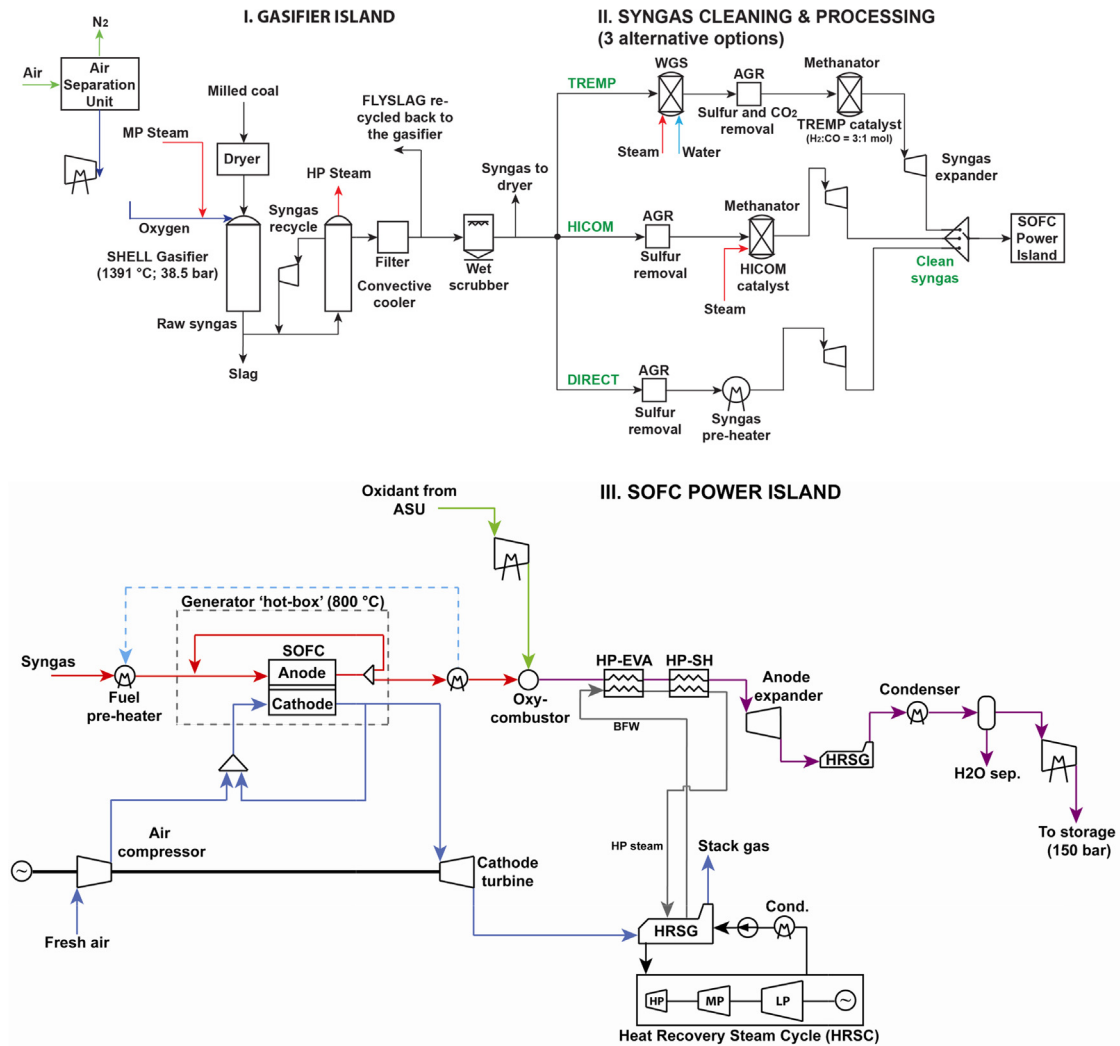 I. GASIFIER ISLAND
N2
Air
Air
Separation
Unit
MP Steam
Milled coal
Dryer
Oxygen
SHELL Gasifier
(1391 °C; 38.5 bar)
Raw syngas
Slag
HP Steam
Syngas
recycle
FLYSLAG re-
cycled back to
the gasifier
Filter
Convective
cooler
Wet
scrubber
Syngas to
dryer
II. SYNGAS CLEANING & PROCESSING
(3 alternative options)
TREMP
WGS
Steam
Water
AGR
Sulfur and CO2
removal
Methanator
TREMP catalyst
(H2:CO = 3:1 mol)
Syngas
expander
HICOM
AGR
Sulfur
removal
Methanator
HICOM
catalyst
Steam
DIRECT
AGR
Sulfur
removal
Syngas
pre-heater
Clean
syngas
SOFC
Power
Island
III. SOFC POWER ISLAND
Oxidant from
ASU
Generator ‘hot-box’ (800 °C)
Syngas
Fuel
pre-heater
SOFC
Anode
Cathode
Oxy-
combustor
HP-EVA
HP-SH
BFW
Anode
expander
HRSG
Condenser
H2O sep.
To storage
(150 bar)
Air
compressor
Fresh air
Cathode
turbine
HP steam
Stack gas
HRSG
Cond.
HP
MP
LP
Heat Recovery Steam Cycle (HRSC)